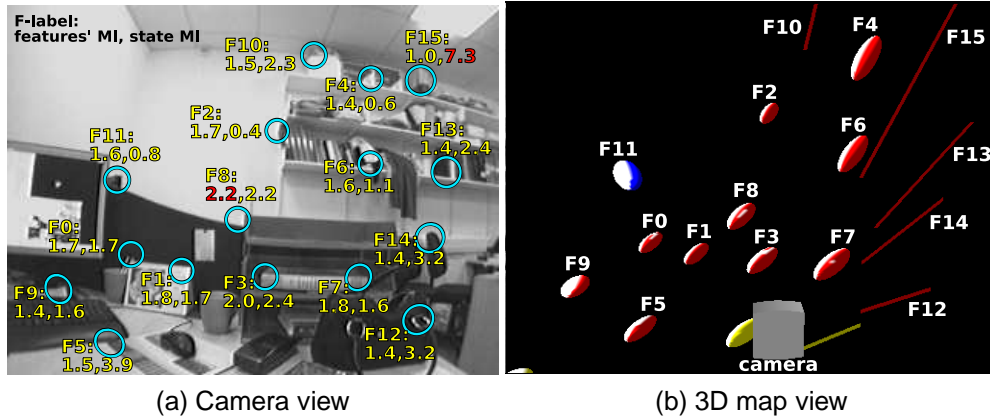 F-label:
features' MI, state MI
F10:
1.5,2.3
F15:
1.0,7.3
F4:
1.4,0.6
F2:
1.7,0.4
F13:
1.4,2.4
F11:
1.6,0.8
F6:
1.6,1.1
F8:
2.2,2.2
F0:
1.7,1.7
F14:
1.4,3.2
F1:
1.8,1.7
F3:
2.0,2.4
F7:
1.8,1.6
F9:
1.4,1.6
F12:
1.4,3.2
F5:
1.5,3.9
(a) Camera view
F10
F4
F15
F2
F6
F13
F11
F8
F14
F0
F1
F3
F7
F9
F12
F5
camera
(b) 3D map view